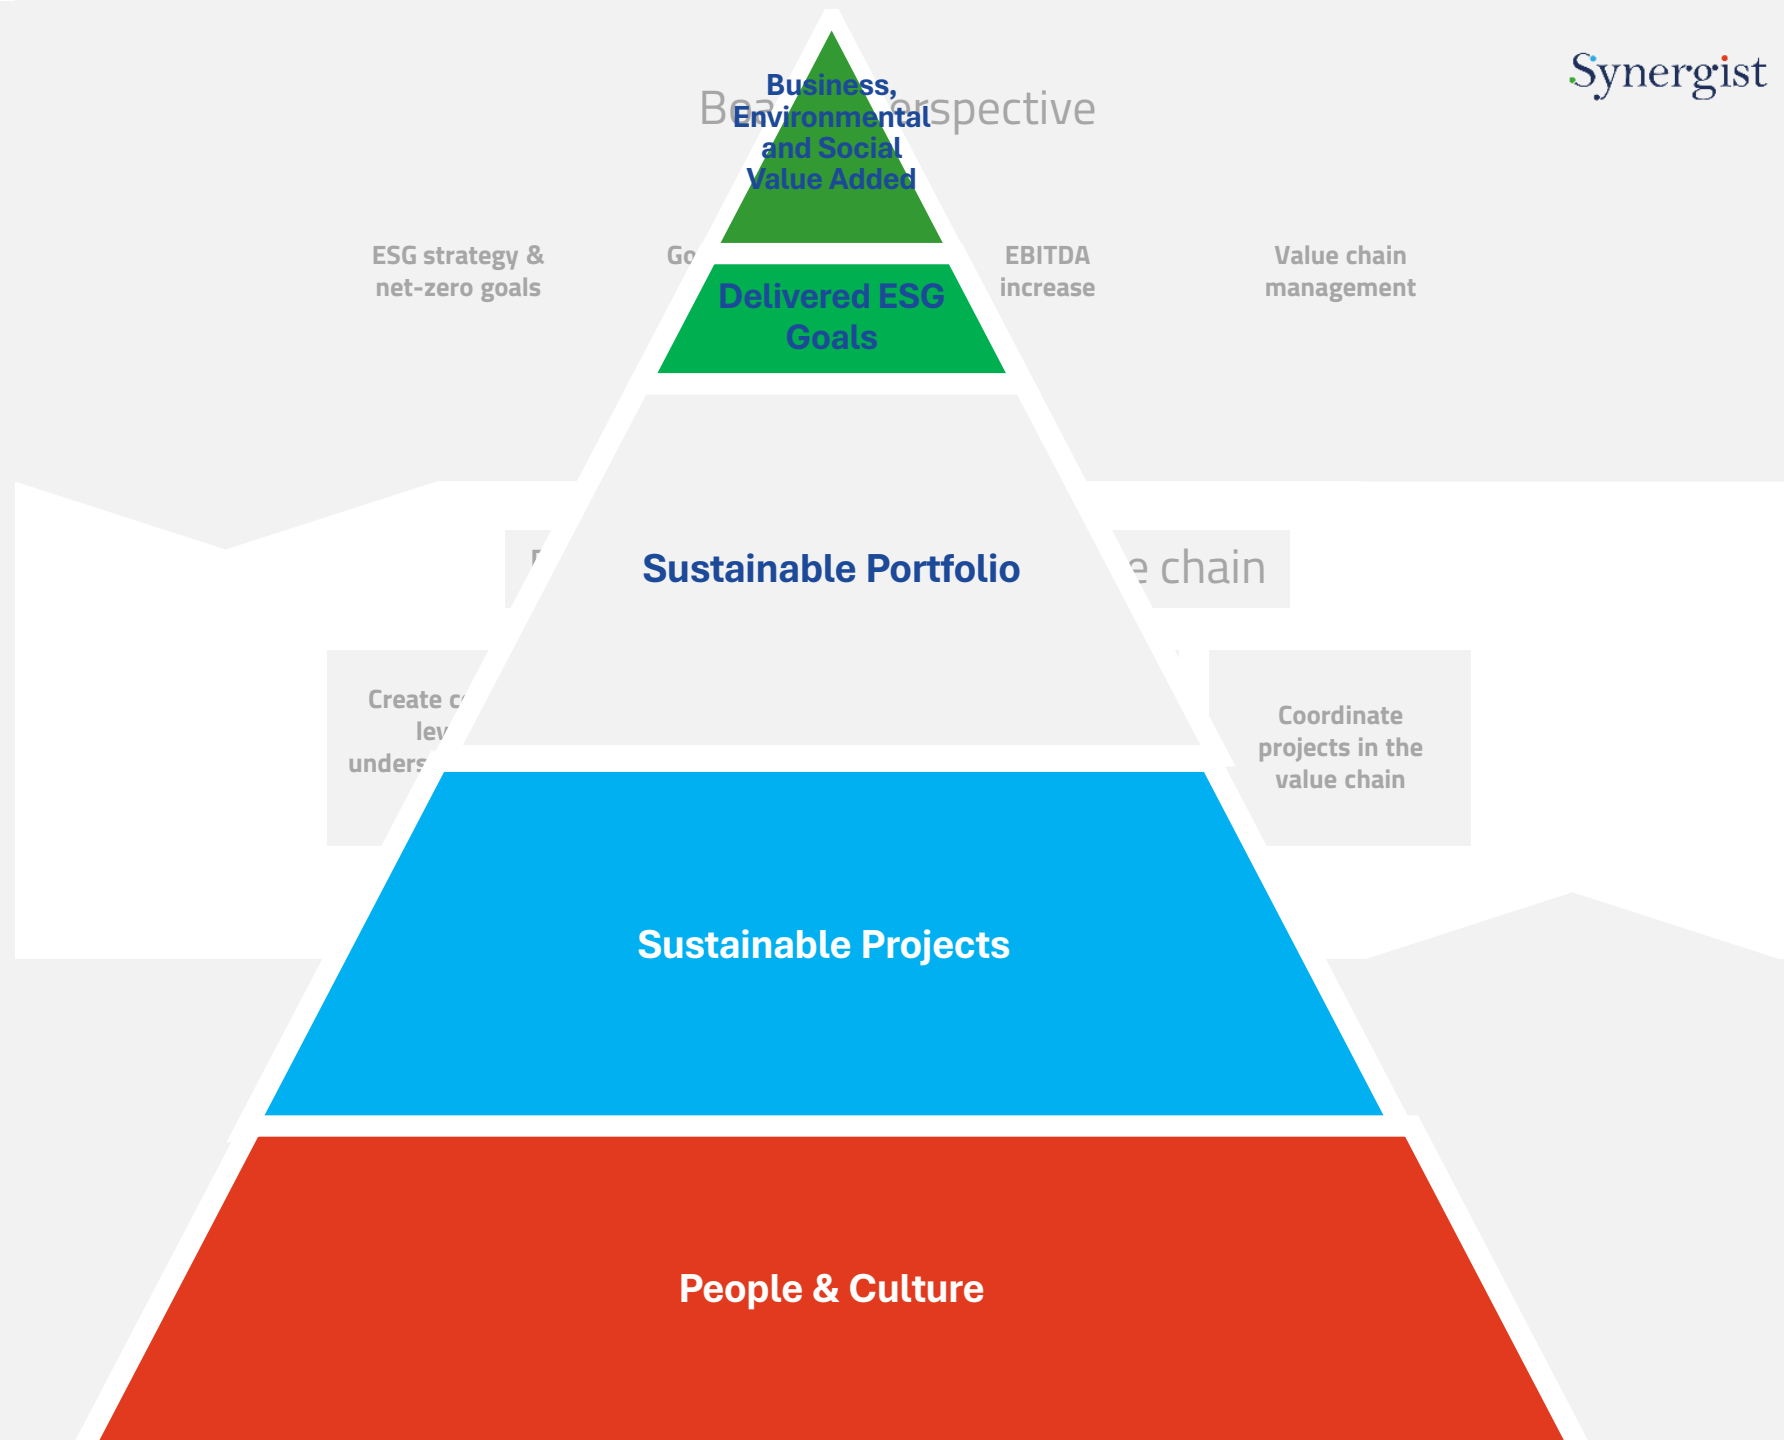 Synergist
Business,
Environmental
and Social
Value Added
ESG strategy &
net-zero goals
EBITDA
increase
Value chain
management
Delivered ESG
Goals
Sustainable Portfolio
chain
Create
Coordinate
projects in the
value chain
Sustainable Projects
People & Culture